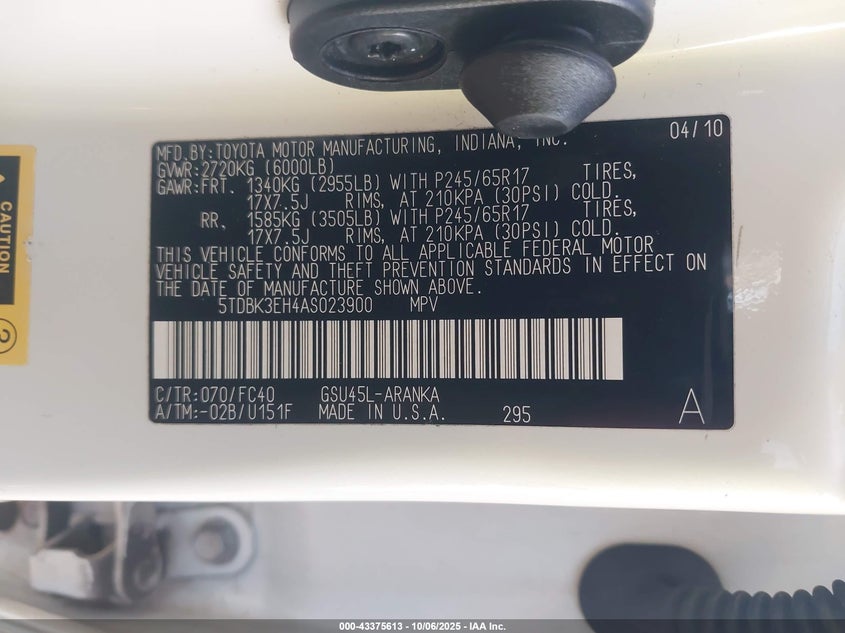 MFD. BY: TOYOTA MOTOR MANUFACTURING, INDIANA, INC. 04/10
GVWR: 2720KG (6000LB)
GAWR: FRT. 1340KG (2955LB) WITH P245/65R17 TIRES,
17X7.5J RIMS, AT 210KPA (30PSI) COLD.
RR. 1585KG (3505LB) WITH P245/65R17 TIRES,
17X7.5J RIMS, AT 210KPA (30PSI) COLD.
THIS VEHICLE CONFORMS TO ALL APPLICABLE FEDERAL MOTOR
VEHICLE SAFETY AND THEFT PREVENTION STANDARDS IN EFFECT ON
THE DATE OF MANUFACTURE SHOWN ABOVE.
5TDBK3EH4AS023900 MPV
C/TR: 070/FC40 GSU45L-ARANKA
A/TM: -02B/U151F MADE IN U.S.A. 295 A
CAUTION
2
000-43375613 - 10/06/2025 - IAA Inc.